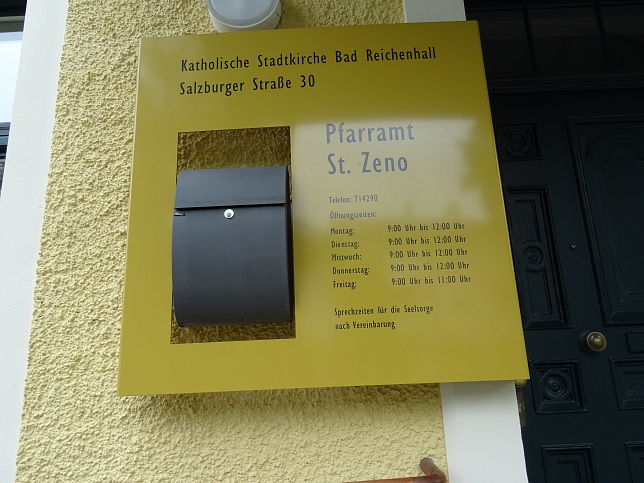 Katholische Stadtkirche Bad Reichenhall
Salzburger Straße 30
Pfarramt
St. Zeno
Telefon: 714290
Öffnungszeiten:
Montag: 9:00 Uhr bis 12:00 Uhr
Dienstag: 9:00 Uhr bis 12:00 Uhr
Mittwoch: 9:00 Uhr bis 12:00 Uhr
Donnerstag: 9:00 Uhr bis 12:00 Uhr
Freitag: 9:00 Uhr bis 11:00 Uhr
Sprechzeiten für die Seelsorge
nach Vereinbarung